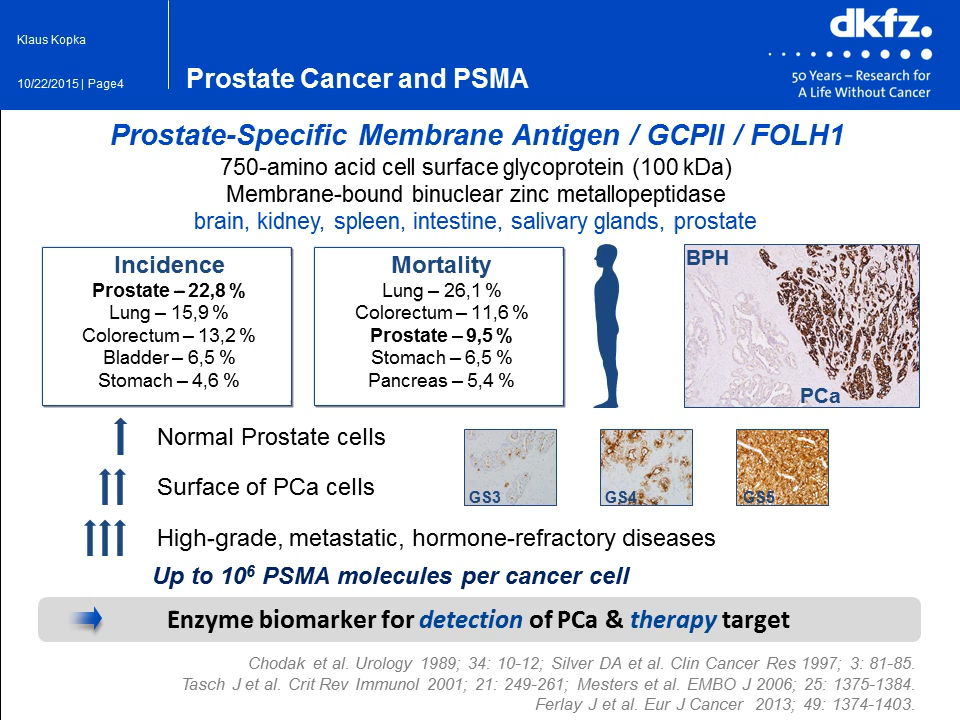 Klaus Kopka
10/22/2015 | Page4
Prostate Cancer and PSMA
dkfz.
50 Years – Research for
A Life Without Cancer
Prostate-Specific Membrane Antigen / GCPII / FOLH1
750-amino acid cell surface glycoprotein (100 kDa)
Membrane-bound binuclear zinc metallopeptidase
brain, kidney, spleen, intestine, salivary glands, prostate
Incidence
Prostate – 22,8 %
Lung – 15,9 %
Colorectum – 13,2 %
Bladder – 6,5 %
Stomach – 4,6 %
Mortality
Lung – 26,1 %
Colorectum – 11,6 %
Prostate – 9,5 %
Stomach – 6,5 %
Pancreas – 5,4 %
BPH
PCa
Normal Prostate cells
Surface of PCa cells
GS3
GS4
GS5
High-grade, metastatic, hormone-refractory diseases
Up to 10⁶ PSMA molecules per cancer cell
Enzyme biomarker for detection of PCa & therapy target
Chodak et al. Urology 1989; 34: 10-12; Silver DA et al. Clin Cancer Res 1997; 3: 81-85.
Tasch J et al. Crit Rev Immunol 2001; 21: 249-261; Mesters et al. EMBO J 2006; 25: 1375-1384.
Ferlay J et al. Eur J Cancer 2013; 49: 1374-1403.